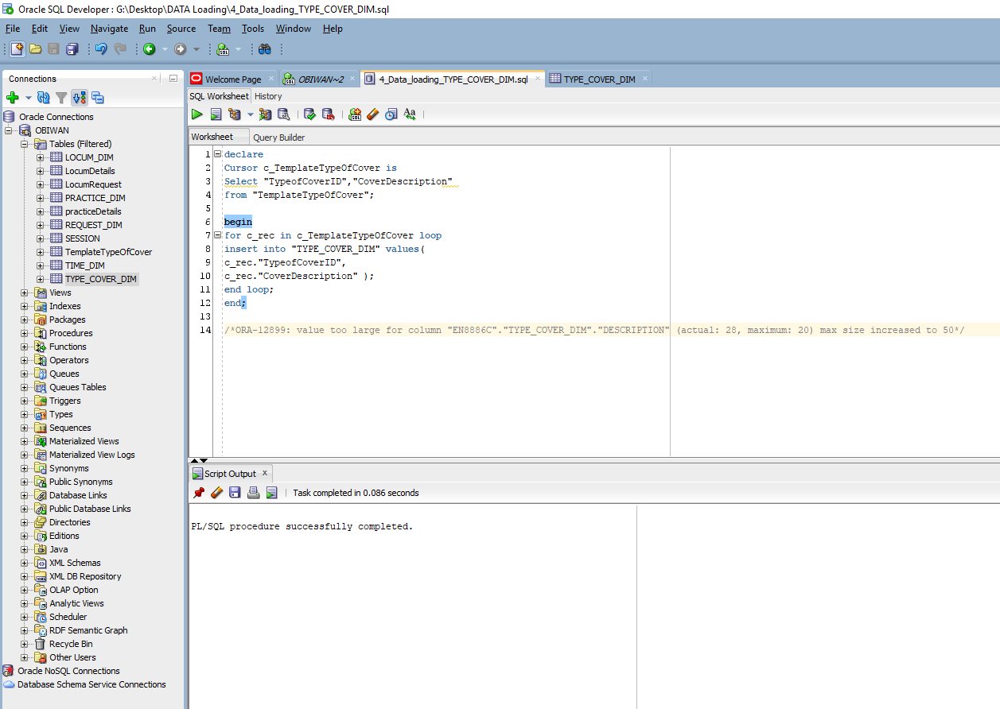 Oracle SQL Developer : G:\Desktop\DATA Loading\4_Data_loading_TYPE_COVER_DIM.sql
File Edit View Navigate Run Source Team Tools Window Help
Connections
Oracle Connections
OBIWAN
Tables (Filtered)
LOCUM_DIM
LocumDetails
LocumRequest
PRACTICE_DIM
practiceDetails
REQUEST_DIM
SESSION
TemplateTypeOfCover
TIME_DIM
TYPE_COVER_DIM
Views
Indexes
Packages
Procedures
Functions
Operators
Queues
Queues Tables
Triggers
Types
Sequences
Materialized Views
Materialized View Logs
Synonyms
Public Synonyms
Database Links
Public Database Links
Directories
Editions
Java
XML Schemas
XML DB Repository
OLAP Option
Analytic Views
Scheduler
RDF Semantic Graph
Recycle Bin
Other Users
Oracle NoSQL Connections
Database Schema Service Connections
Welcome Page OBIWAN~2 4_Data_loading_TYPE_COVER_DIM.sql TYPE_COVER_DIM
SQL Worksheet History
Worksheet Query Builder
1 declare
2 Cursor c_TemplateTypeOfCover is
3 Select "TypeofCoverID","CoverDescription"
4 from "TemplateTypeOfCover";
5
6 begin
7 for c_rec in c_TemplateTypeOfCover loop
8 insert into "TYPE_COVER_DIM" values(
9 c_rec."TypeofCoverID",
10 c_rec."CoverDescription" );
11 end loop;
12 end;
13
14 /*ORA-12899: value too large for column "EN8886C"."TYPE_COVER_DIM"."DESCRIPTION" (actual: 28, maximum: 20) max size increased to 50*/
Script Output
Task completed in 0.086 seconds
PL/SQL procedure successfully completed.